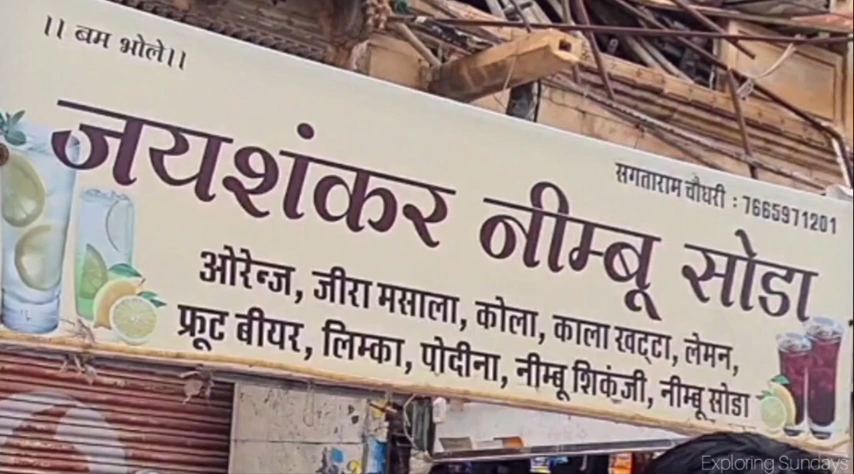 ।। बम भोले।।
सगताराम चौधरी : 7665971201
जयशंकर नीम्बू सोडा
ओरेन्ज, जीरा मसाला, कोला, काला खट्टा, लेमन,
फ्रूट बीयर, लिम्का, पोदीना, नीम्बू शिकंजी, नीम्बू सोडा
Exploring Sundays